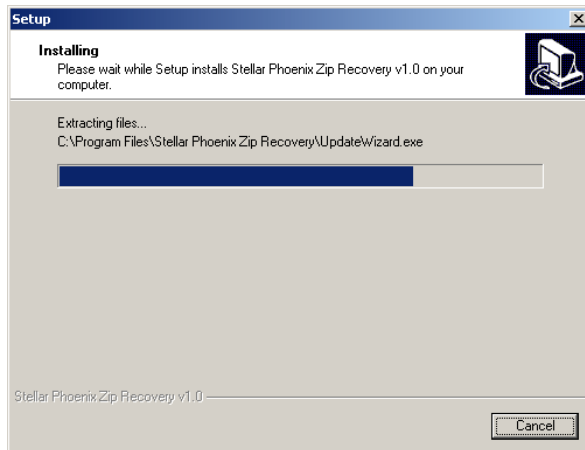 Setup
Installing
Please wait while Setup installs Stellar Phoenix Zip Recovery v1.0 on your
computer.
Extracting files...
C:\Program Files\Stellar Phoenix Zip Recovery\UpdateWizard.exe
Stellar Phoenix Zip Recovery v1.0
Cancel